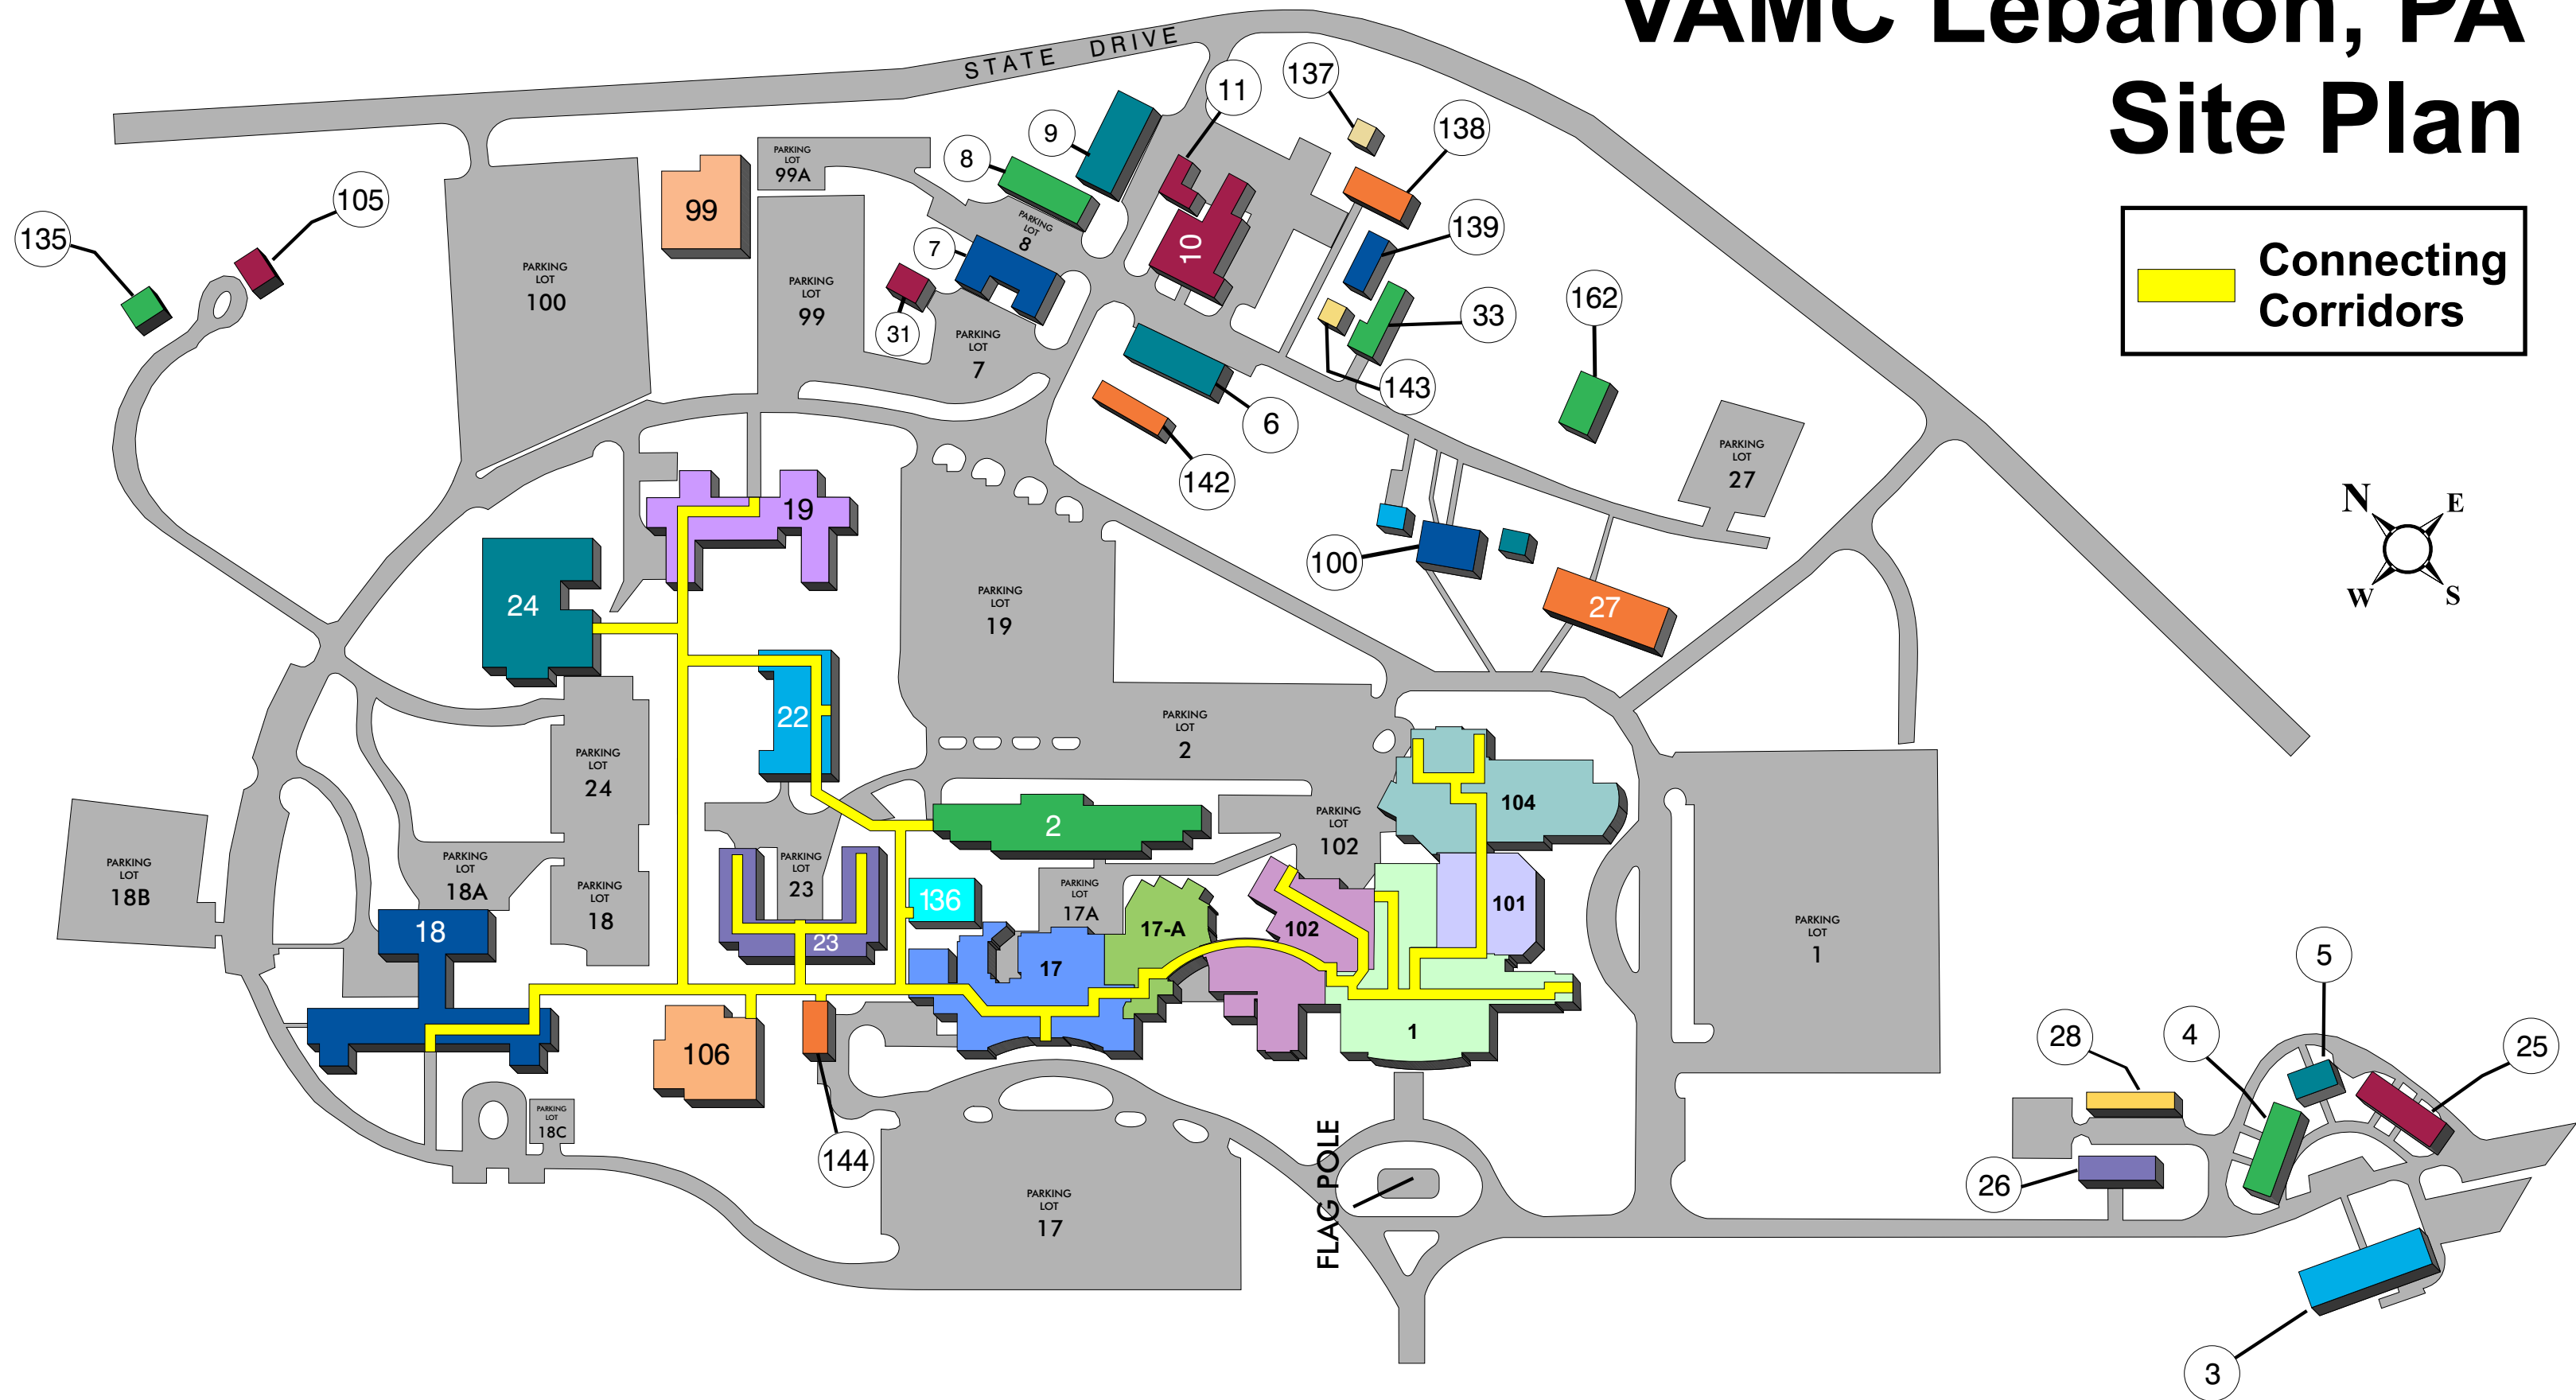 VAMC Lebanon, PA
Site Plan
Connecting
Corridors
STATE DRIVE
N
E
W
S
137
11
138
9
8
PARKING
LOT
99A
99
105
135
PARKING
LOT
8
10
139
7
162
PARKING
LOT
100
PARKING
LOT
99
31
33
PARKING
LOT
7
143
6
142
PARKING
LOT
27
19
100
24
PARKING
LOT
19
27
22
PARKING
LOT
2
PARKING
LOT
24
104
2
PARKING
LOT
102
PARKING
LOT
18B
PARKING
LOT
18A
PARKING
LOT
18
PARKING
LOT
23
136
PARKING
LOT
17A
17-A
102
101
PARKING
LOT
1
18
23
17
5
1
28
4
25
106
PARKING
LOT
18C
144
FLAG POLE
26
PARKING
LOT
17
3